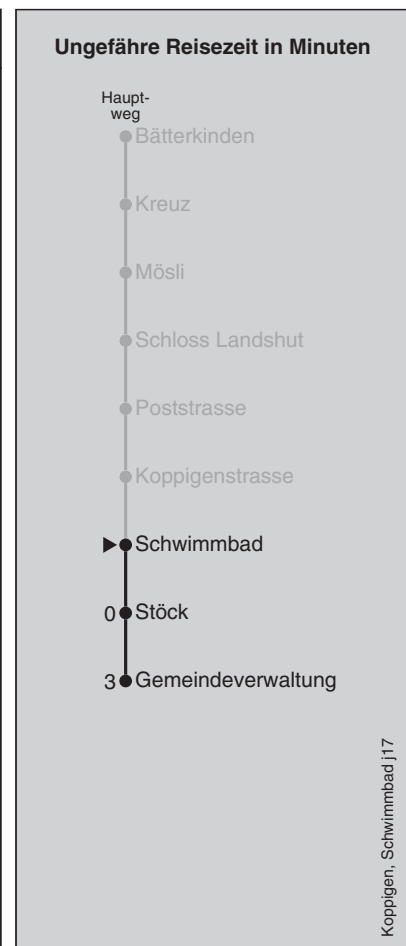 Ungefähre Reisezeit in Minuten
Haupt-
weg
Bätterkinden
Kreuz
Mösli
Schloss Landshut
Poststrasse
Koppigenstrasse
Schwimmbad
0 Stöck
3 Gemeindeverwaltung
Koppigen, Schwimmbad j17